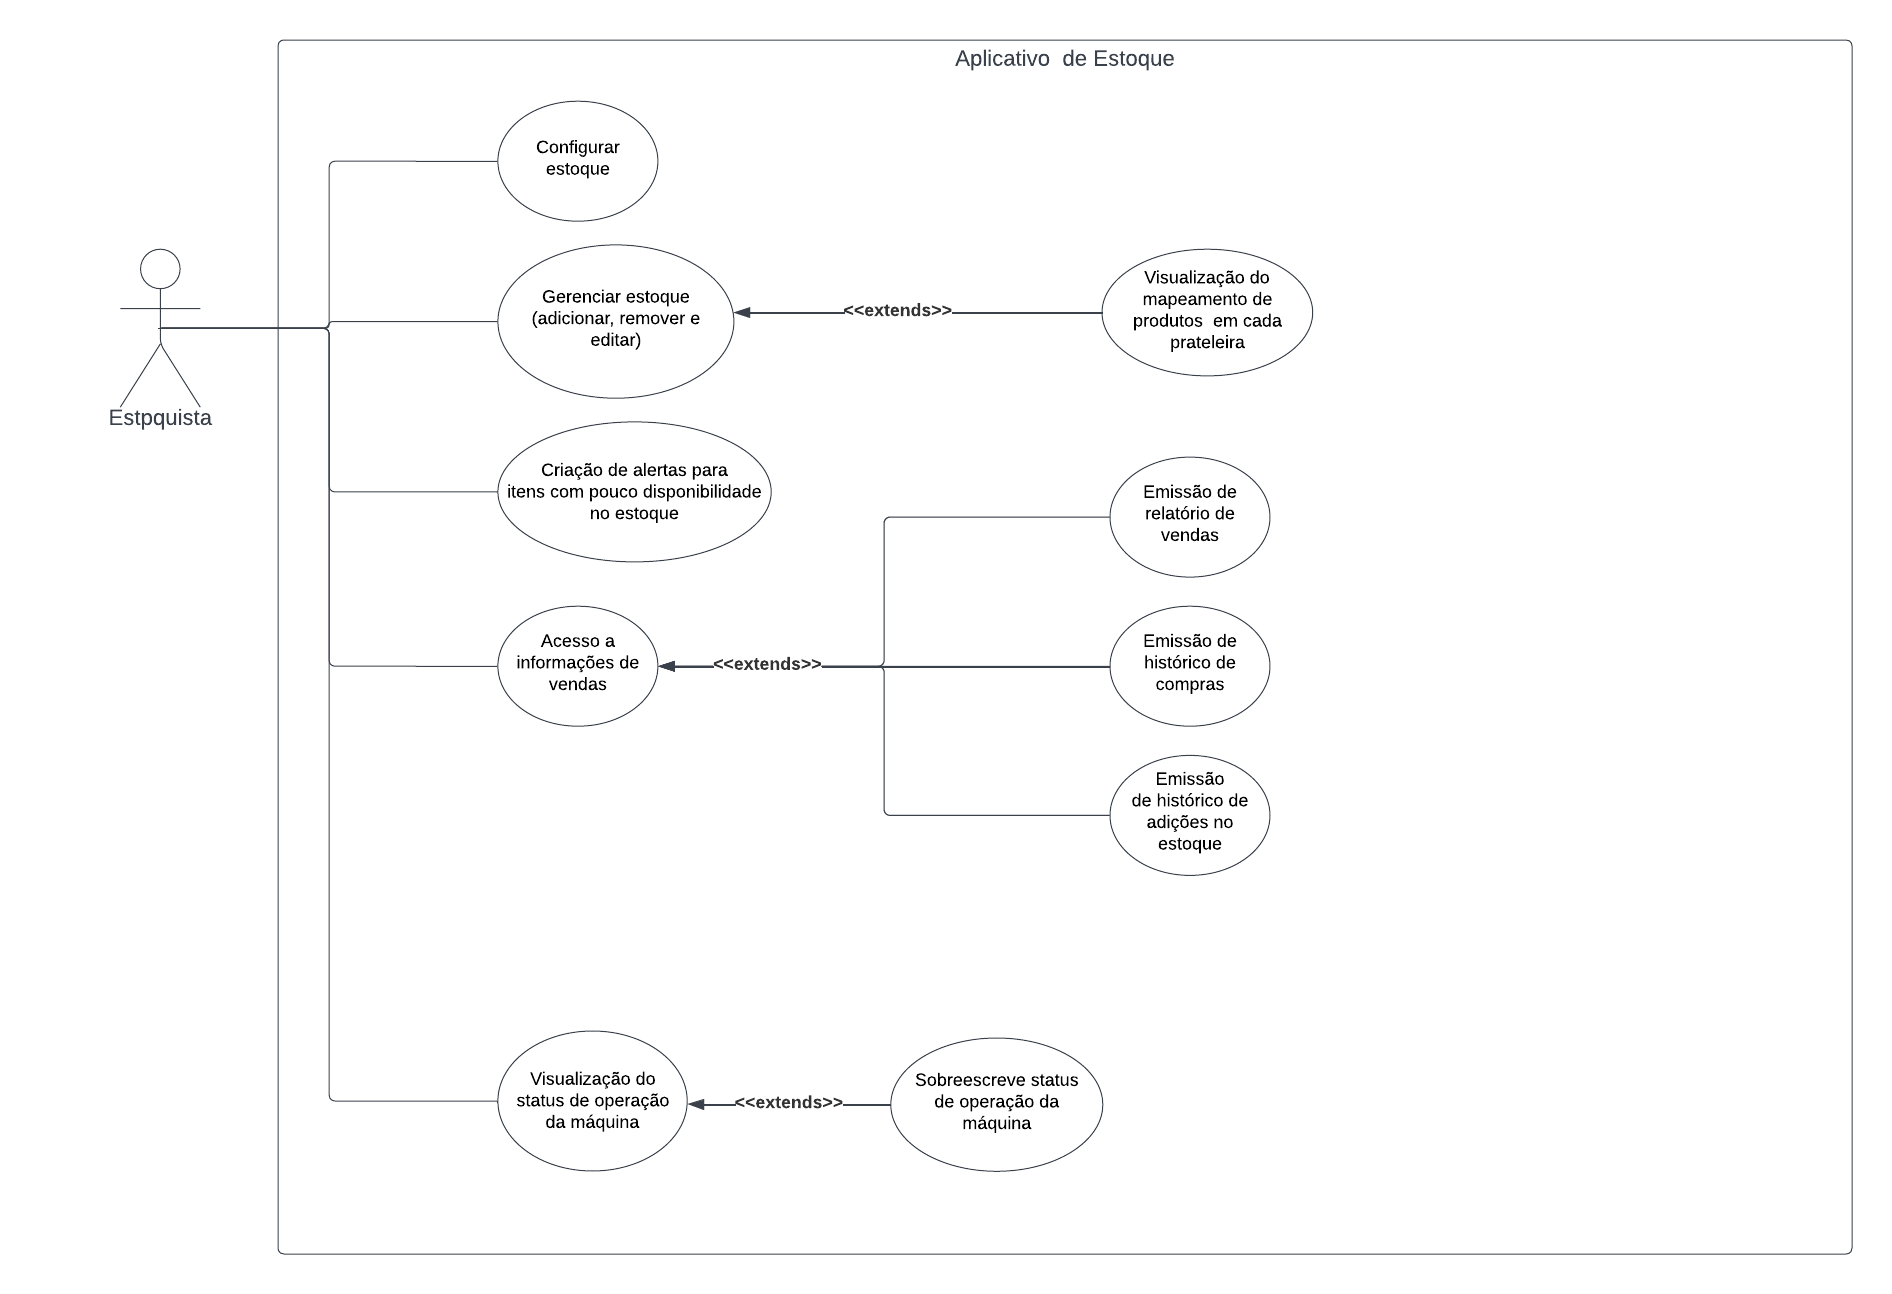 Aplicativo  de Estoque
Configurar
estoque
Gerenciar estoque
(adicionar, remover e
editar)
<<extends>>
Visualização do
mapeamento de
produtos  em cada
prateleira
Estpquista
Criação de alertas para
itens com pouco disponibilidade
no estoque
Emissão de
relatório de
vendas
Acesso a
informações de
vendas
<<extends>>
Emissão de
histórico de
compras
Emissão
de histórico de
adições no
estoque
Visualização do
status de operação
da máquina
<<extends>>
Sobreescreve status
de operação da
máquina